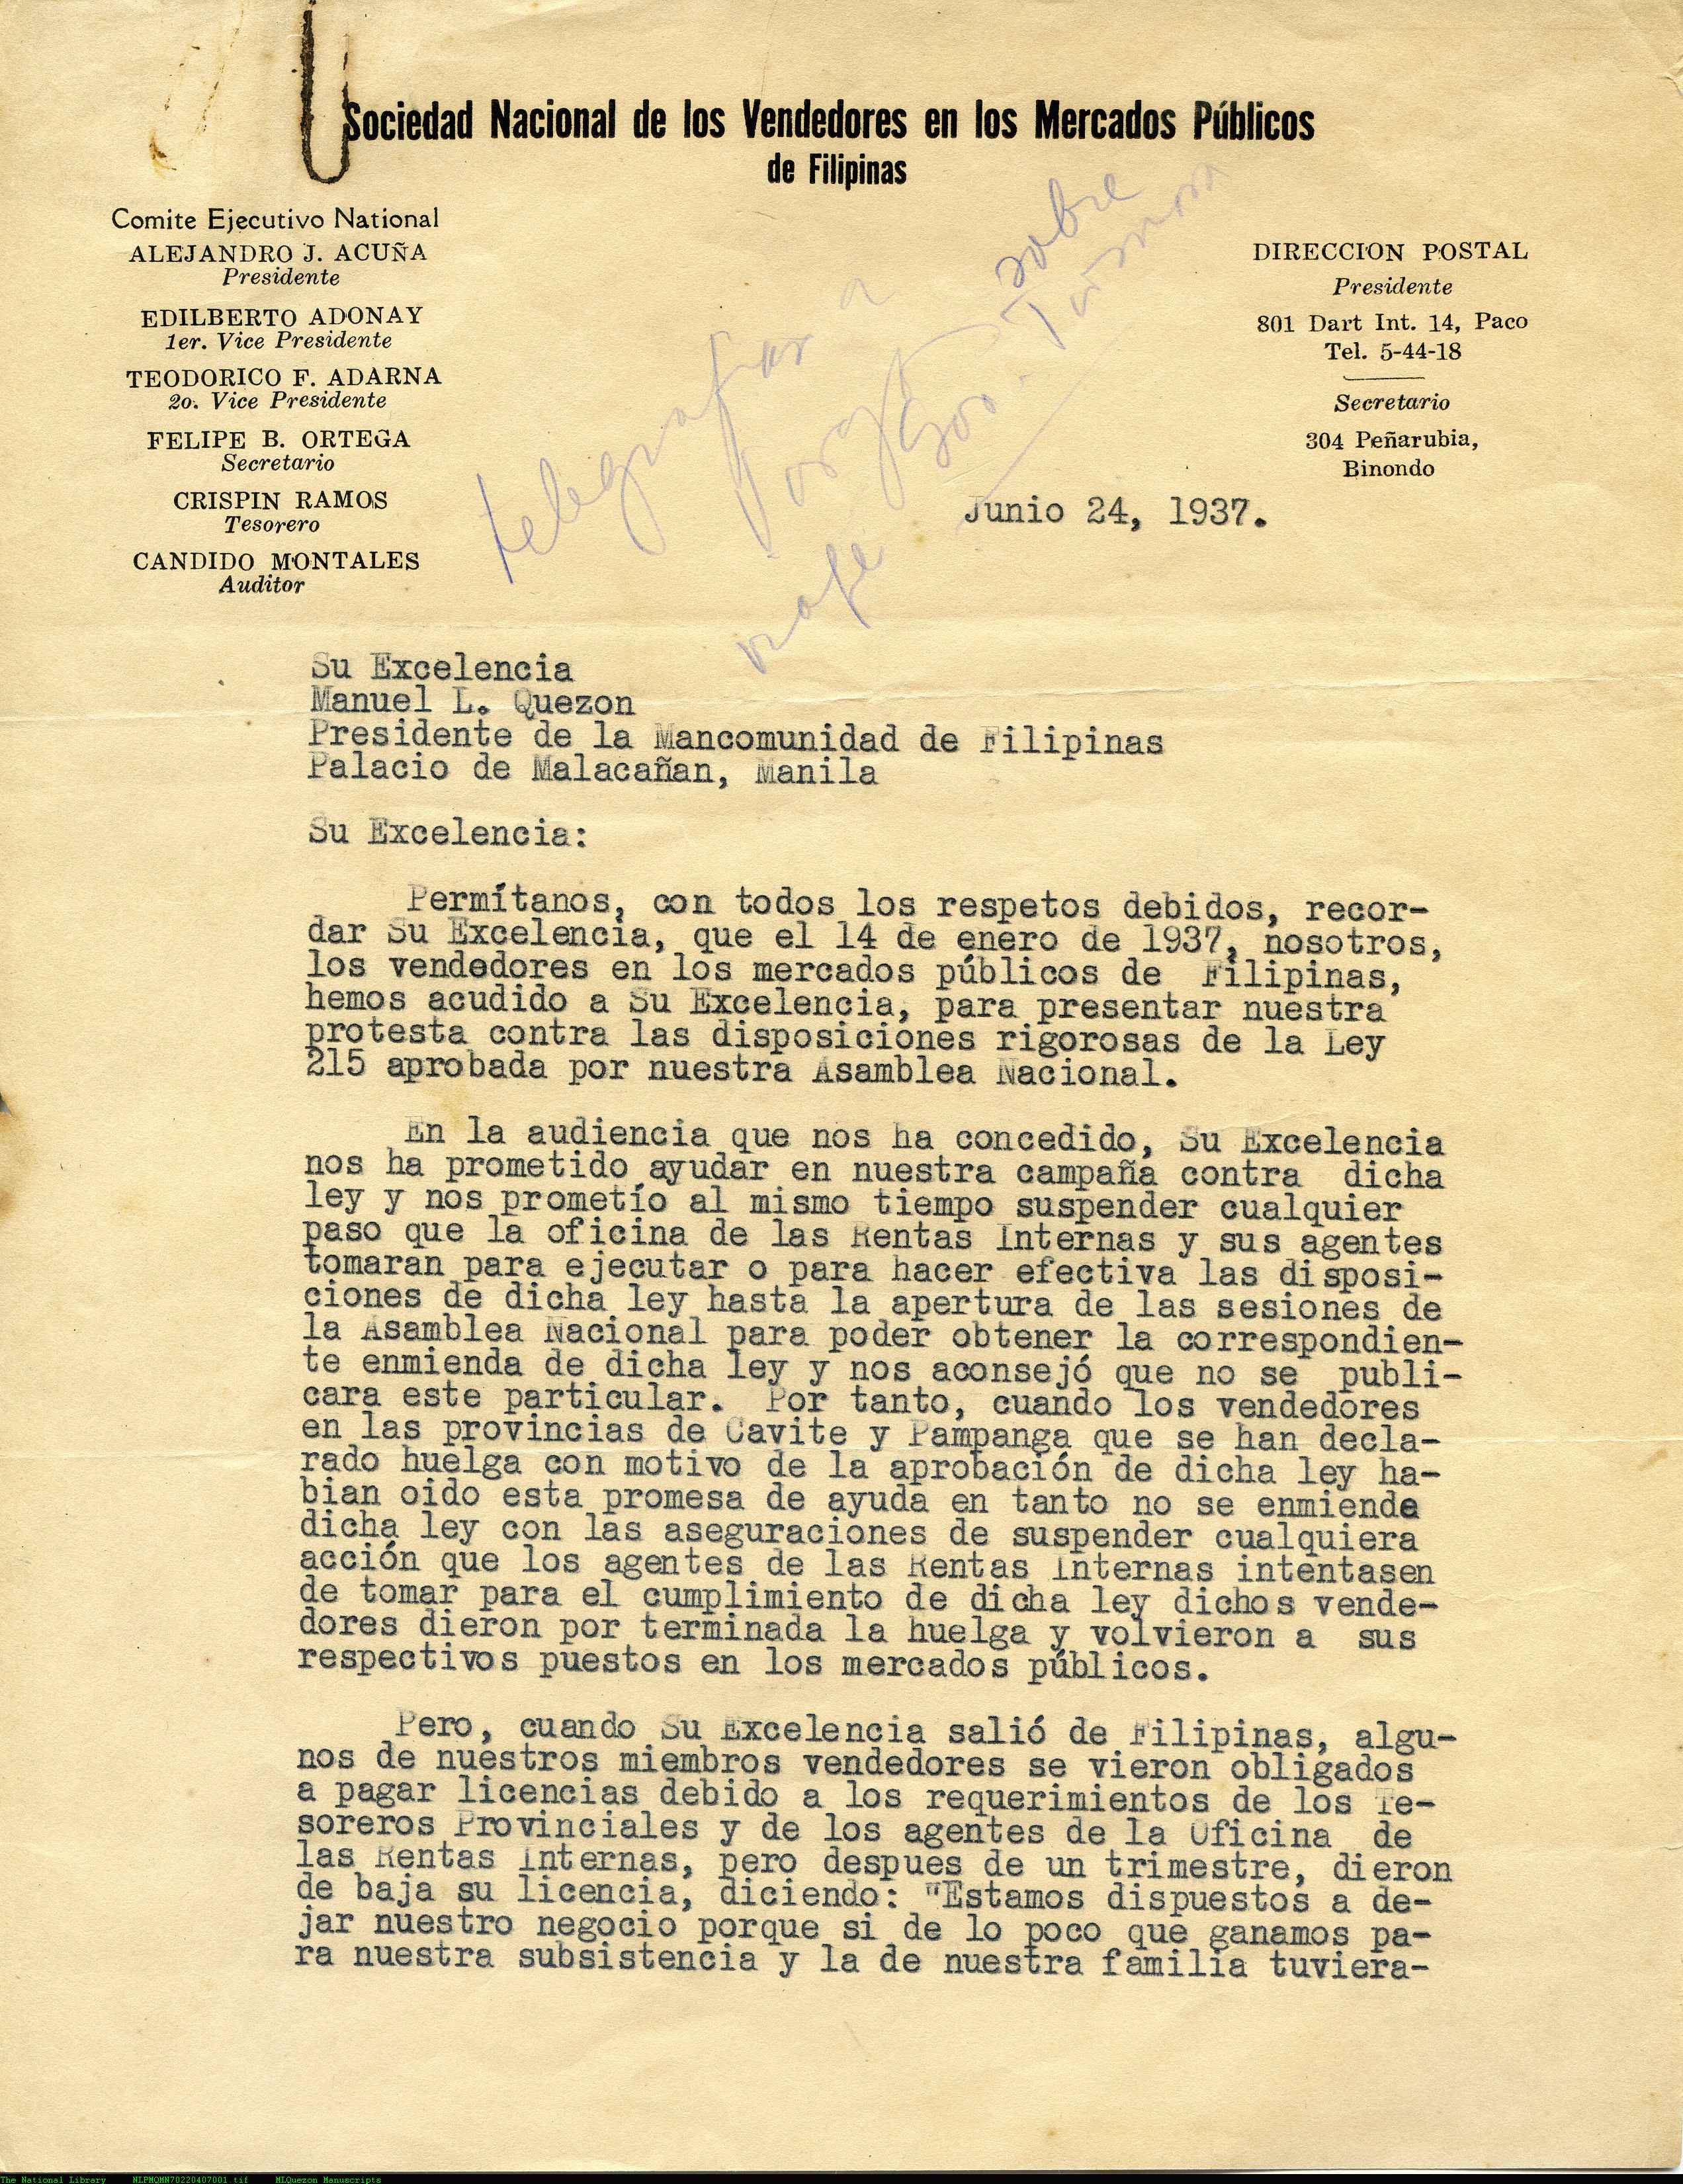 Sociedad Nacional de los Vendedores en los Mercados Públicos
de Filipinas
Comite Ejecutivo National
ALEJANDRO J. ACUÑA
Presidente
EDILBERTO ADONAY
1er. Vice Presidente
TEODORICO F. ADARNA
2o. Vice Presidente
FELIPE B. ORTEGA
Secretario
CRISPIN RAMOS
Tesorero
CANDIDO MONTALES
Auditor
DIRECCION POSTAL
Presidente
801 Dart Int. 14, Paco
Tel. 5-44-18
Secretario
304 Peñarubia,
Binondo
telegrafiar a
sobre
viaje
Junio 24, 1937.
Su Excelencia
Manuel L. Quezon
Presidente de la Mancomunidad de Filipinas
Palacio de Malacañan, Manila
Su Excelencia:
Permítanos, con todos los respetos debidos, recor-
dar Su Excelencia, que el 14 de enero de 1937, nosotros,
los vendedores en los mercados públicos de Filipinas,
hemos acudido a Su Excelencia, para presentar nuestra
protesta contra las disposiciones rigorosas de la Ley
215 aprobada por nuestra Asamblea Nacional.
En la audiencia que nos ha concedido, Su Excelencia
nos ha prometido ayudar en nuestra campaña contra dicha
ley y nos prometío al mismo tiempo suspender cualquier
paso que la oficina de las Rentas Internas y sus agentes
tomaran para ejecutar o para hacer efectiva las disposi-
ciones de dicha ley hasta la apertura de las sesiones de
la Asamblea Nacional para poder obtener la correspondien-
te enmienda de dicha ley y nos aconsejó que no se publi-
cara este particular. Por tanto, cuando los vendedores
en las provincias de Cavite y Pampanga que se han decla-
rado huelga con motivo de la aprobación de dicha ley ha-
bian oido esta promesa de ayuda en tanto no se enmiende
dicha ley con las aseguraciones de suspender cualquiera
acción que los agentes de las Rentas Internas intentasen
de tomar para el cumplimiento de dicha ley dichos vende-
dores dieron por terminada la huelga y volvieron a sus
respectivos puestos en los mercados públicos.
Pero, cuando Su Excelencia salió de Filipinas, algu-
nos de nuestros miembros vendedores se vieron obligados
a pagar licencias debido a los requerimientos de los Te-
soreros Provinciales y de los agentes de la Oficina de
las Rentas Internas, pero despues de un trimestre, dieron
de baja su licencia, diciendo: "Estamos dispuestos a de-
jar nuestro negocio porque si de lo poco que ganamos pa-
ra nuestra subsistencia y la de nuestra familia tuviera-
The National Library NLPMQMN70220407001.tif MLQuezon Manuscripts